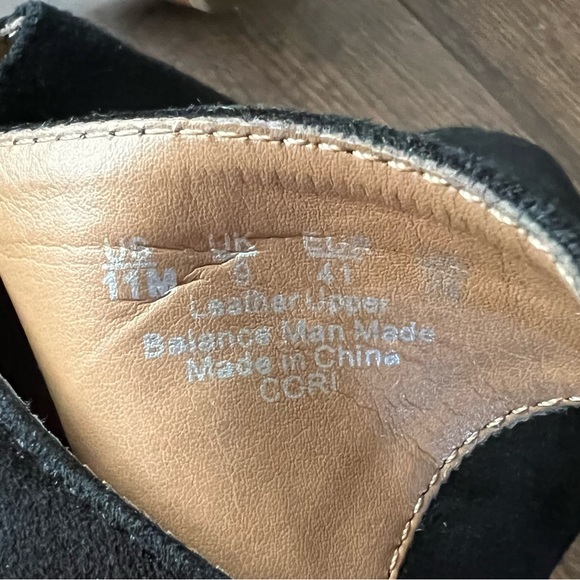 US UK EUR
11M 9 41
Leather Upper
Balance Man Made
Made in China
CCRI